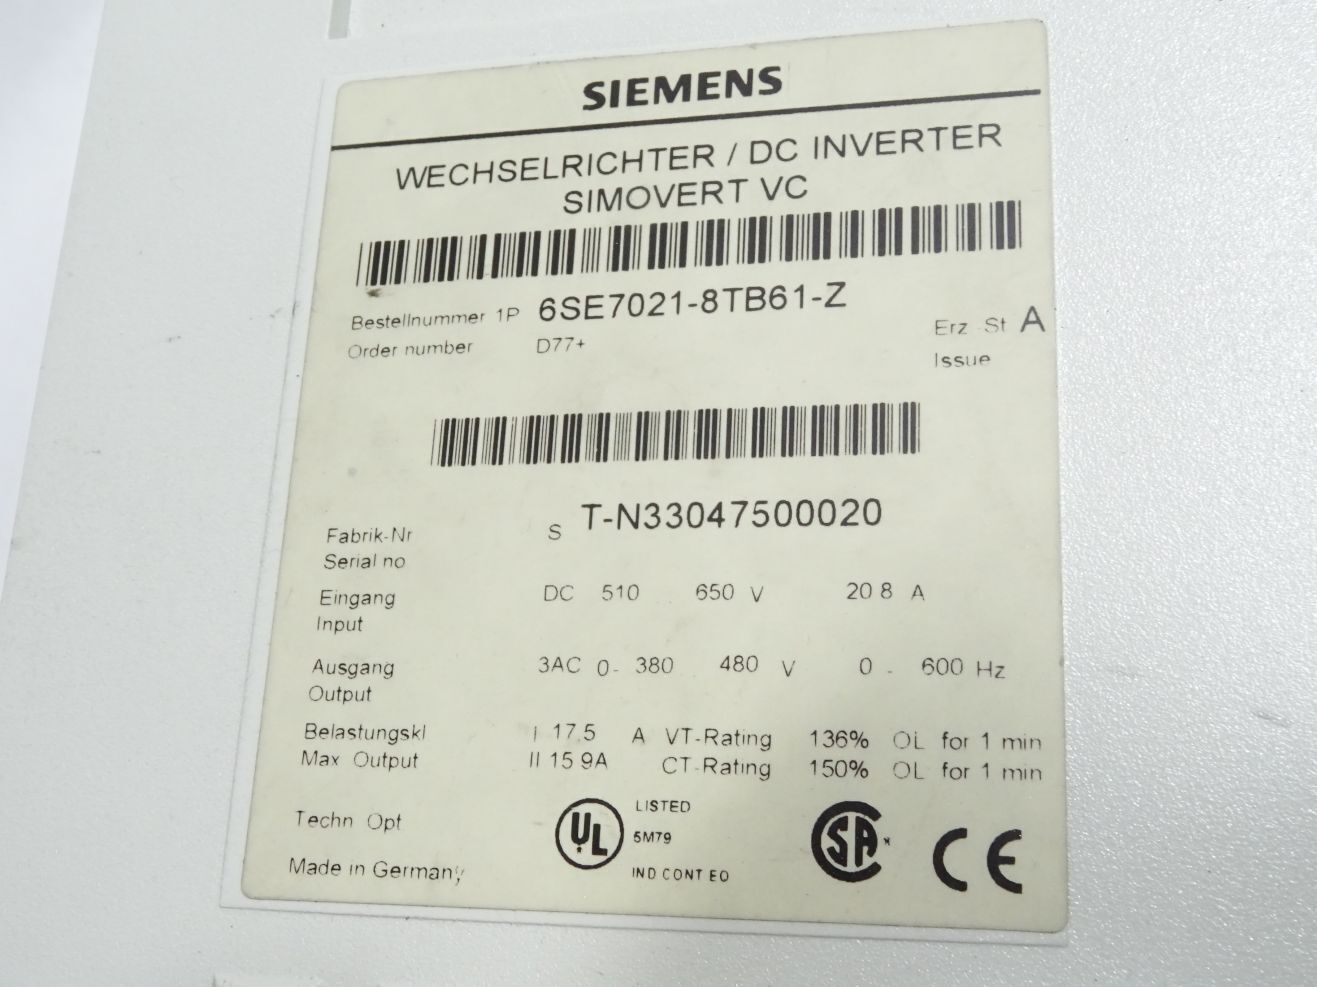 SIEMENS
WECHSELRICHTER / DC INVERTER
SIMOVERT VC
Bestellnummer 1P 6SE7021-8TB61-Z
Order number D77+
Erz -St A
Issue
Fabrik-Nr S T-N33047500020
Serial no
Eingang DC 510 650 V 20 8 A
Input
Ausgang 3AC 0- 380 480 V 0 - 600 Hz
Output
Belastungskl I 17.5 A VT-Rating 136% OL for 1 min
Max Output II 15 9A CT-Rating 150% OL for 1 min
Techn Opt
Made in Germany
UL
LISTED
5M79
IND CONT EQ
SA
CE